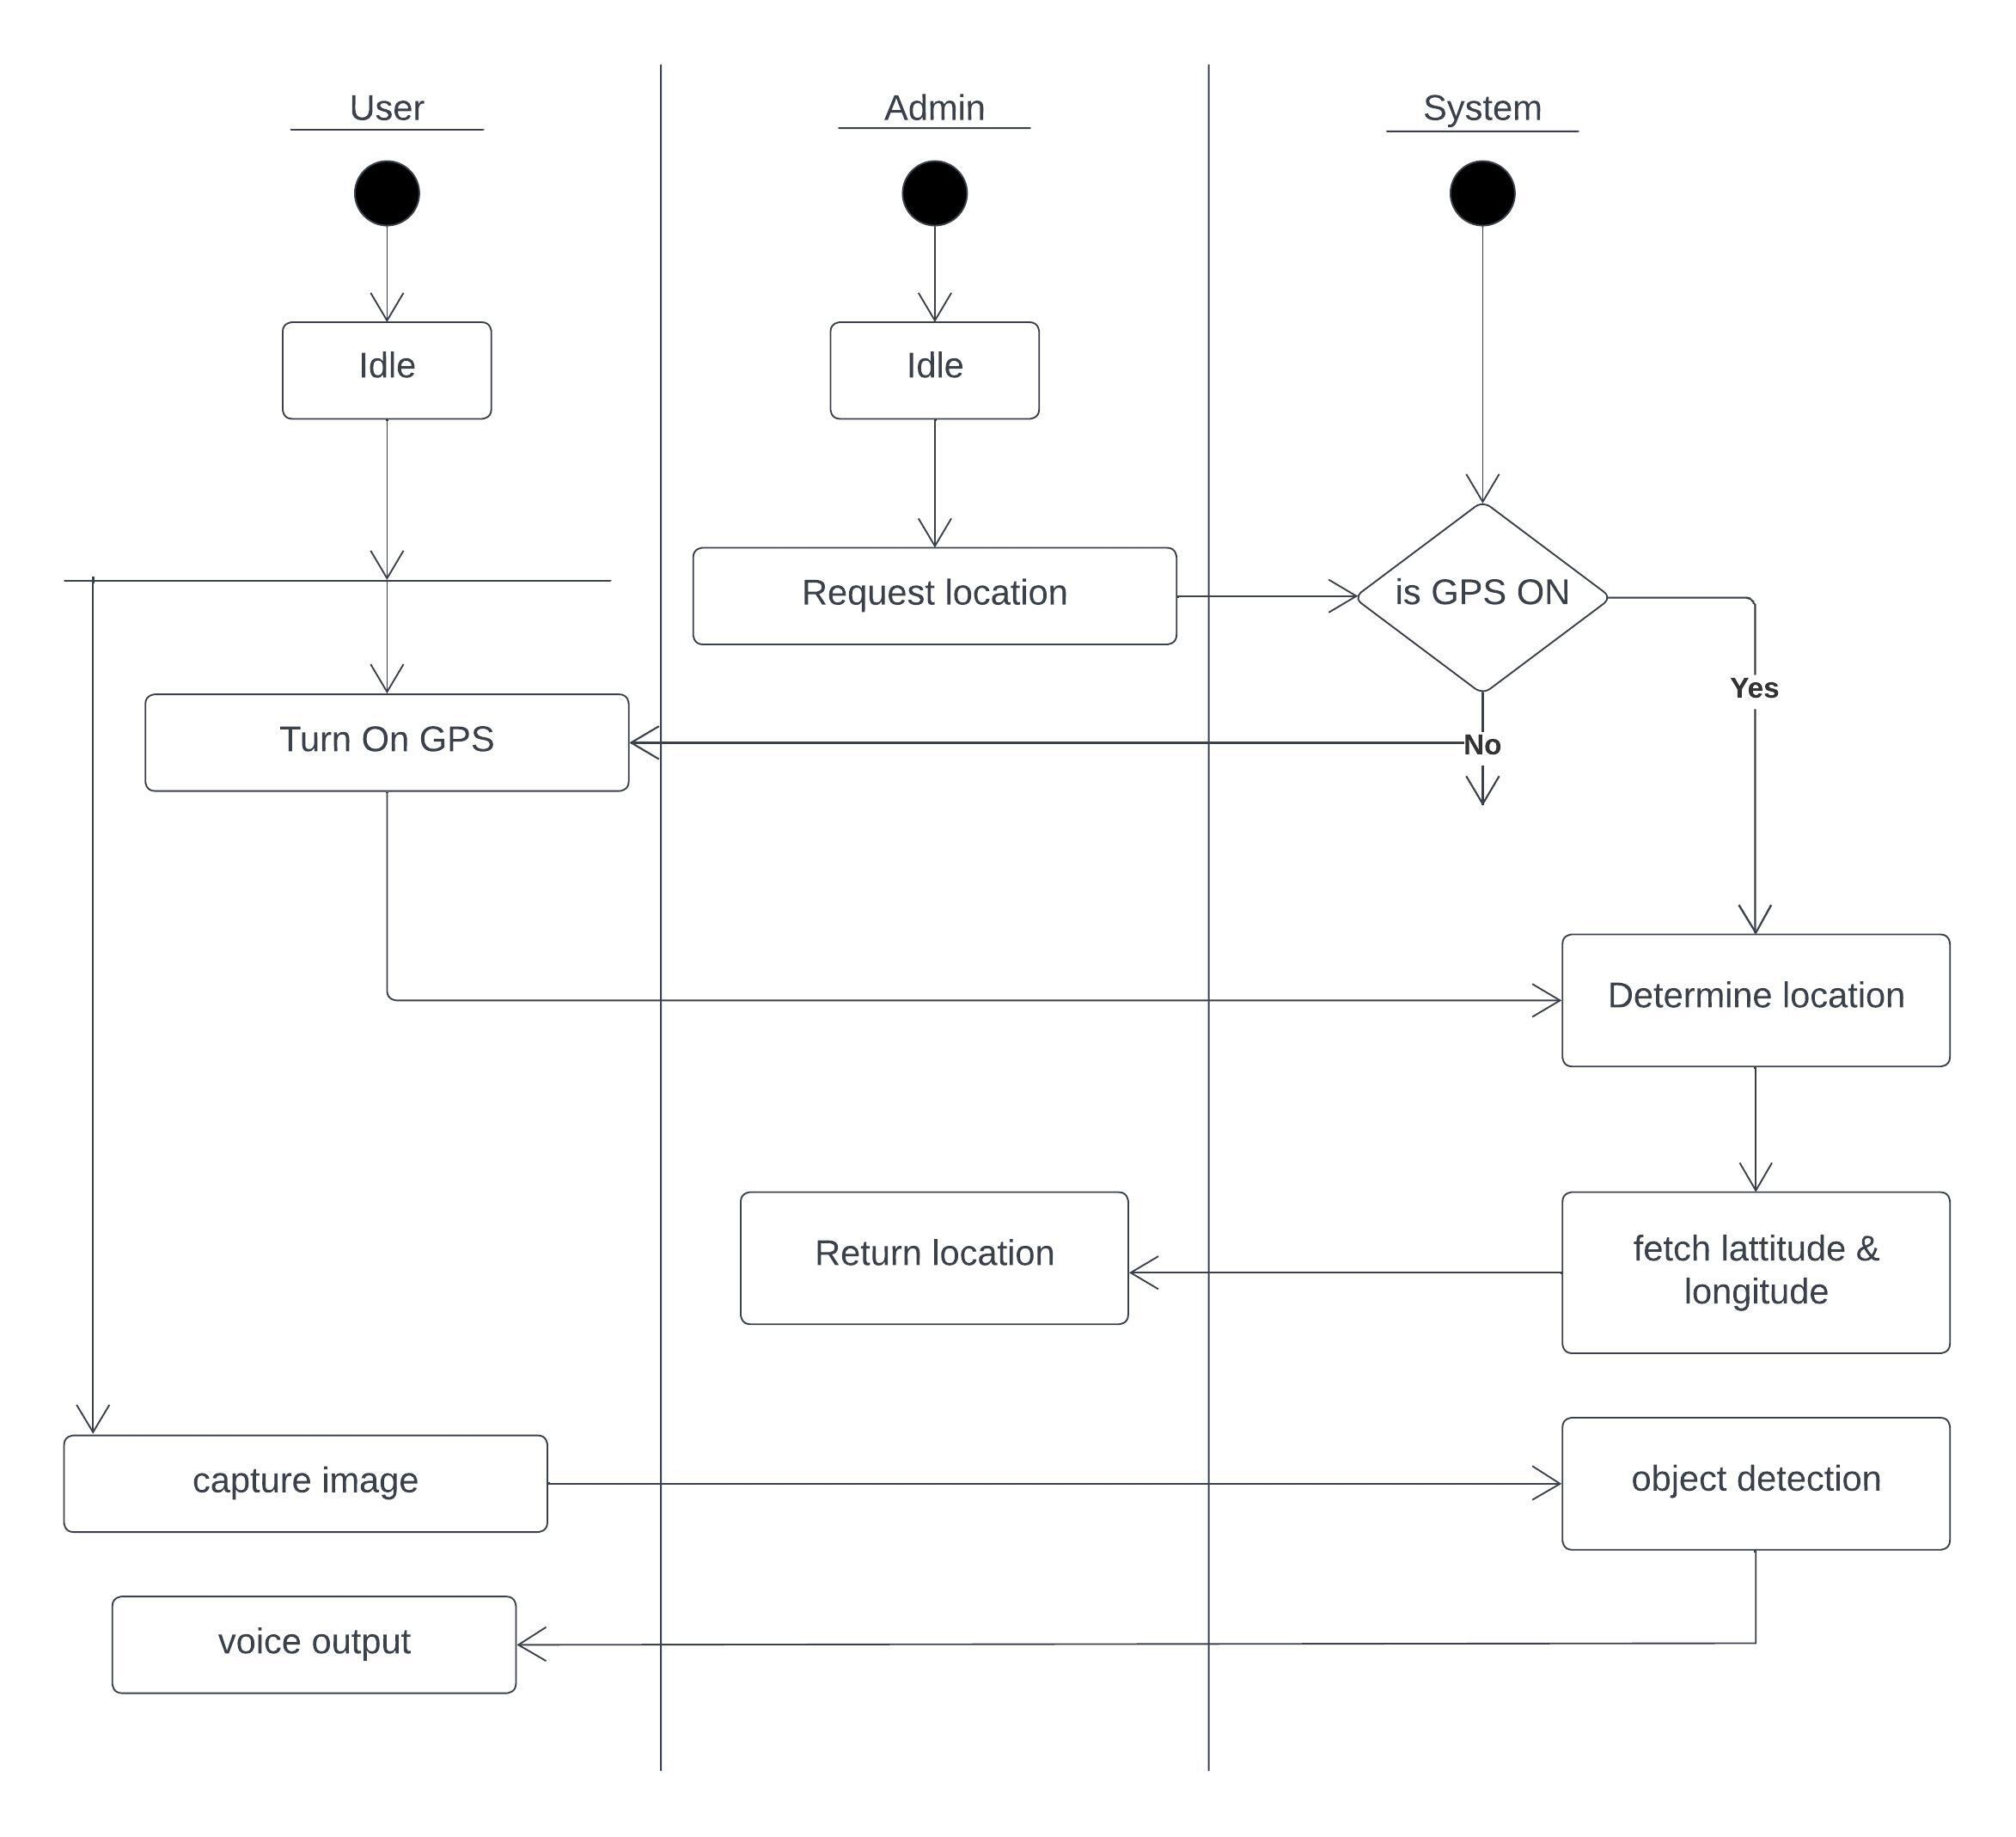 User
Admin
System
Idle
Idle
Request location
is GPS ON
Yes
Turn On GPS
No
Determine location
Return location
fetch lattitude &
longitude
capture image
object detection
voice output